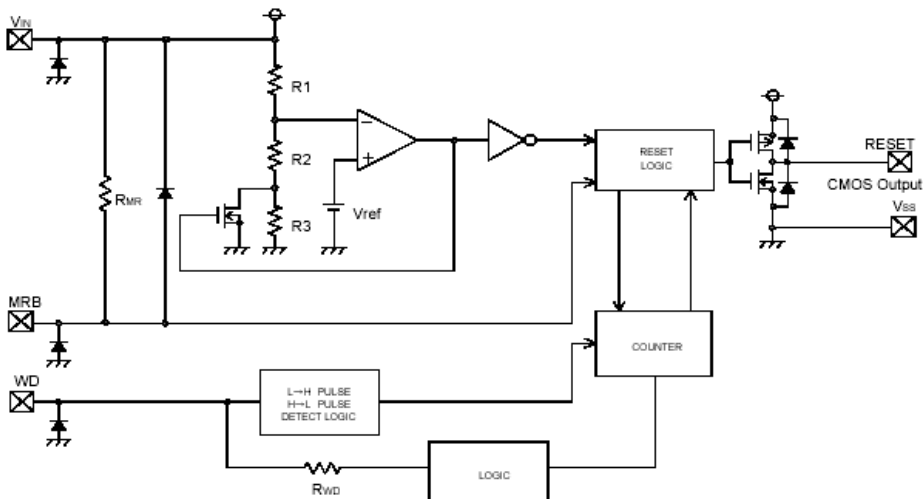 VIN
R1
R2
R3
RMR
Vref
RESET
LOGIC
RESET
CMOS Output
VSS
MRB
COUNTER
WD
L→H PULSE
H→L PULSE
DETECT LOGIC
RWD
LOGIC